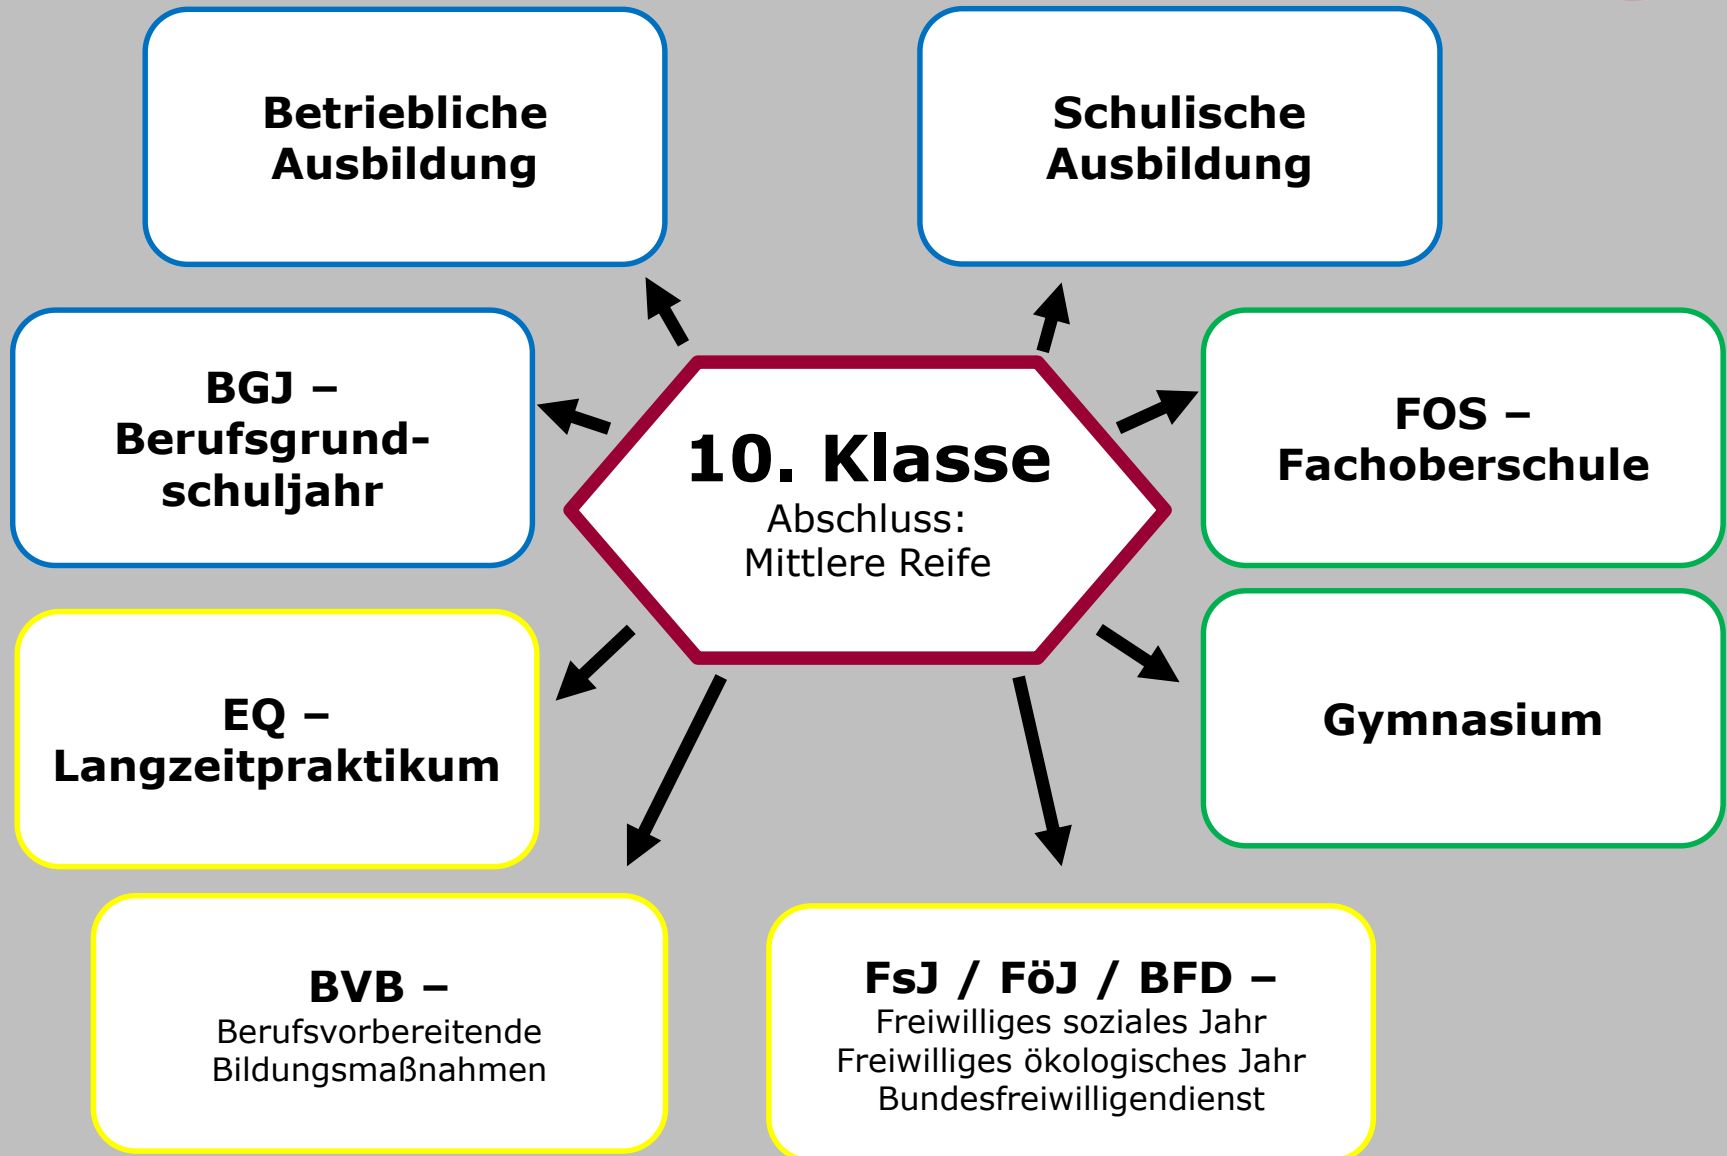 Betriebliche
Ausbildung
Schulische
Ausbildung
BGJ –
Berufsgrund-
schuljahr
10. Klasse
Abschluss:
Mittlere Reife
FOS –
Fachoberschule
EQ –
Langzeitpraktikum
Gymnasium
BVB –
Berufsvorbereitende
Bildungsmaßnahmen
FsJ / FöJ / BFD –
Freiwilliges soziales Jahr
Freiwilliges ökologisches Jahr
Bundesfreiwilligendienst